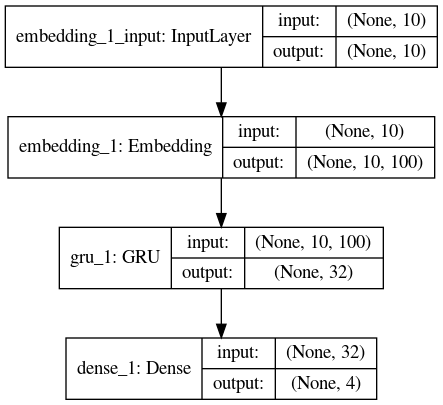 embedding_1_input: InputLayer
input: (None, 10)
output: (None, 10)
embedding_1: Embedding
input: (None, 10)
output: (None, 10, 100)
gru_1: GRU
input: (None, 10, 100)
output: (None, 32)
dense_1: Dense
input: (None, 32)
output: (None, 4)